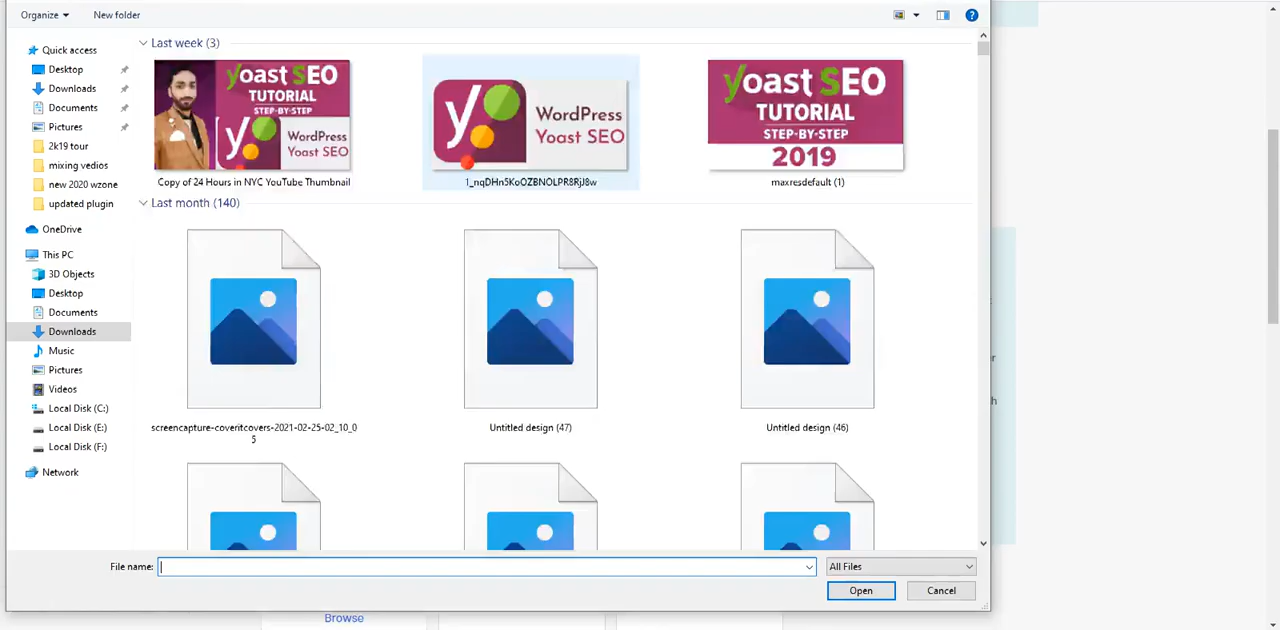 Organize
New folder
Quick access
Desktop
Downloads
Documents
Pictures
2k19 tour
mixing vedios
new 2020 wzone
updated plugin
OneDrive
This PC
3D Objects
Desktop
Documents
Downloads
Music
Pictures
Videos
Local Disk (C:)
Local Disk (E:)
Local Disk (F:)
Network
Last week (3)
yoast SEO
TUTORIAL
STEP-BY-STEP
WordPress
Yoast SEO
Copy of 24 Hours in NYC YouTube Thumbnail
WordPress
Yoast SEO
1_nqDHn5KoOZBNOLPR8RjJ8w
yoast SEO
TUTORIAL
STEP-BY-STEP
2019
maxresdefault (1)
Last month (140)
screencapture-coveritcovers-2021-02-25-02_10_0
5
Untitled design (47)
Untitled design (46)
File name:
All Files
Open
Cancel
r
h
Browse